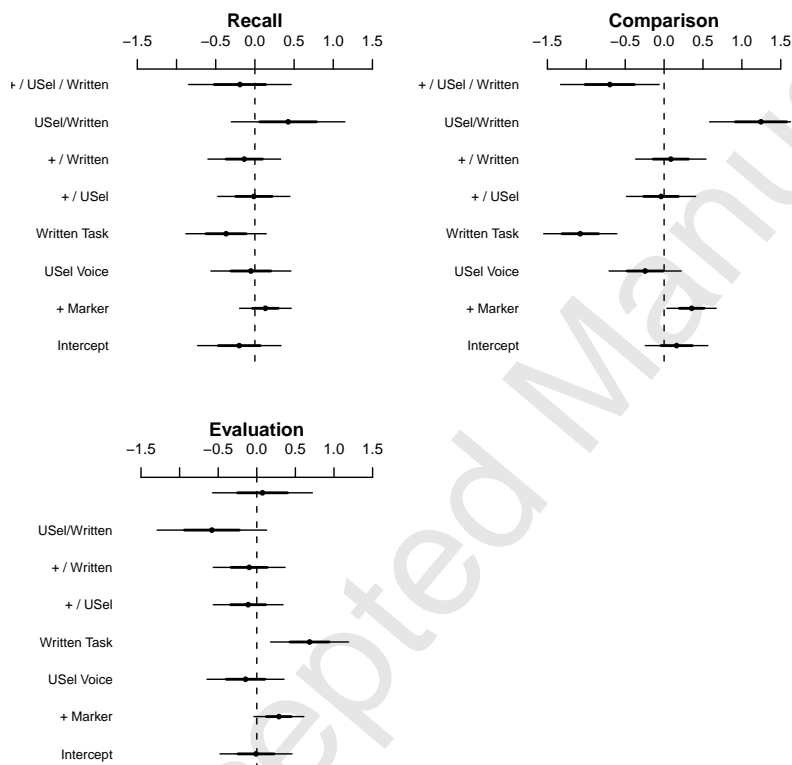 Recall
−1.5 −0.5 0.0 0.5 1.0 1.5
+ / USel / Written
USel/Written
+ / Written
+ / USel
Written Task
USel Voice
+ Marker
Intercept
Comparison
−1.5 −0.5 0.0 0.5 1.0 1.5
+ / USel / Written
USel/Written
+ / Written
+ / USel
Written Task
USel Voice
+ Marker
Intercept
Evaluation
−1.5 −0.5 0.0 0.5 1.0 1.5
USel/Written
+ / Written
+ / USel
Written Task
USel Voice
+ Marker
Intercept
epted Manu